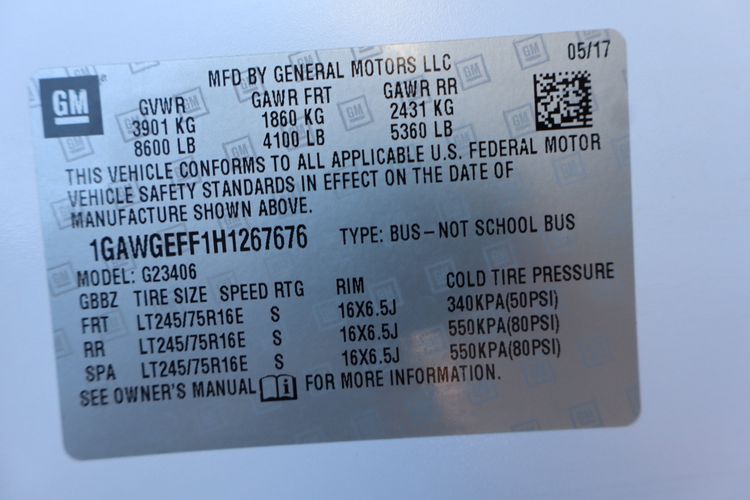 05/17
MFD BY GENERAL MOTORS LLC
GM
GVWR GAWR FRT GAWR RR
3901 KG 1860 KG 2431 KG
8600 LB 4100 LB 5360 LB
THIS VEHICLE CONFORMS TO ALL APPLICABLE U.S. FEDERAL MOTOR
VEHICLE SAFETY STANDARDS IN EFFECT ON THE DATE OF
MANUFACTURE SHOWN ABOVE.
1GAWGEFF1H1267676 TYPE: BUS–NOT SCHOOL BUS
MODEL: G23406
GBBZ TIRE SIZE SPEED RTG RIM COLD TIRE PRESSURE
FRT LT245/75R16E S 16X6.5J 340KPA(50PSI)
RR LT245/75R16E S 16X6.5J 550KPA(80PSI)
SPA LT245/75R16E S 16X6.5J 550KPA(80PSI)
SEE OWNER'S MANUAL i FOR MORE INFORMATION.